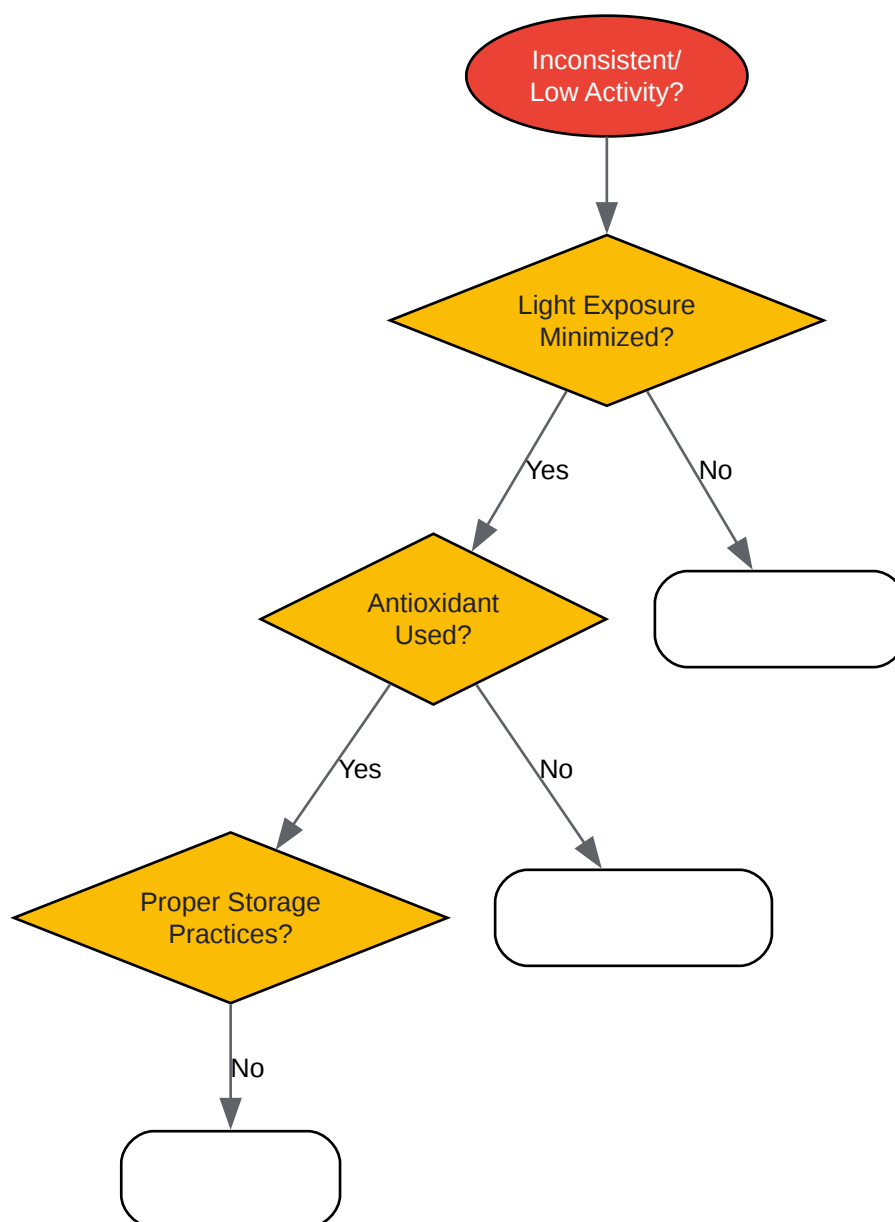 Inconsistent/
Low Activity?
Light Exposure
Minimized?
Yes
No
Antioxidant
Used?
Yes
No
Proper Storage
Practices?
No